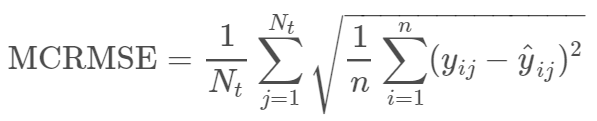 MCRMSE = \frac{1}{N_t} \sum_{j=1}^{N_t} \sqrt{\frac{1}{n} \sum_{i=1}^{n} (y_{ij} - \hat{y}_{ij})^2}